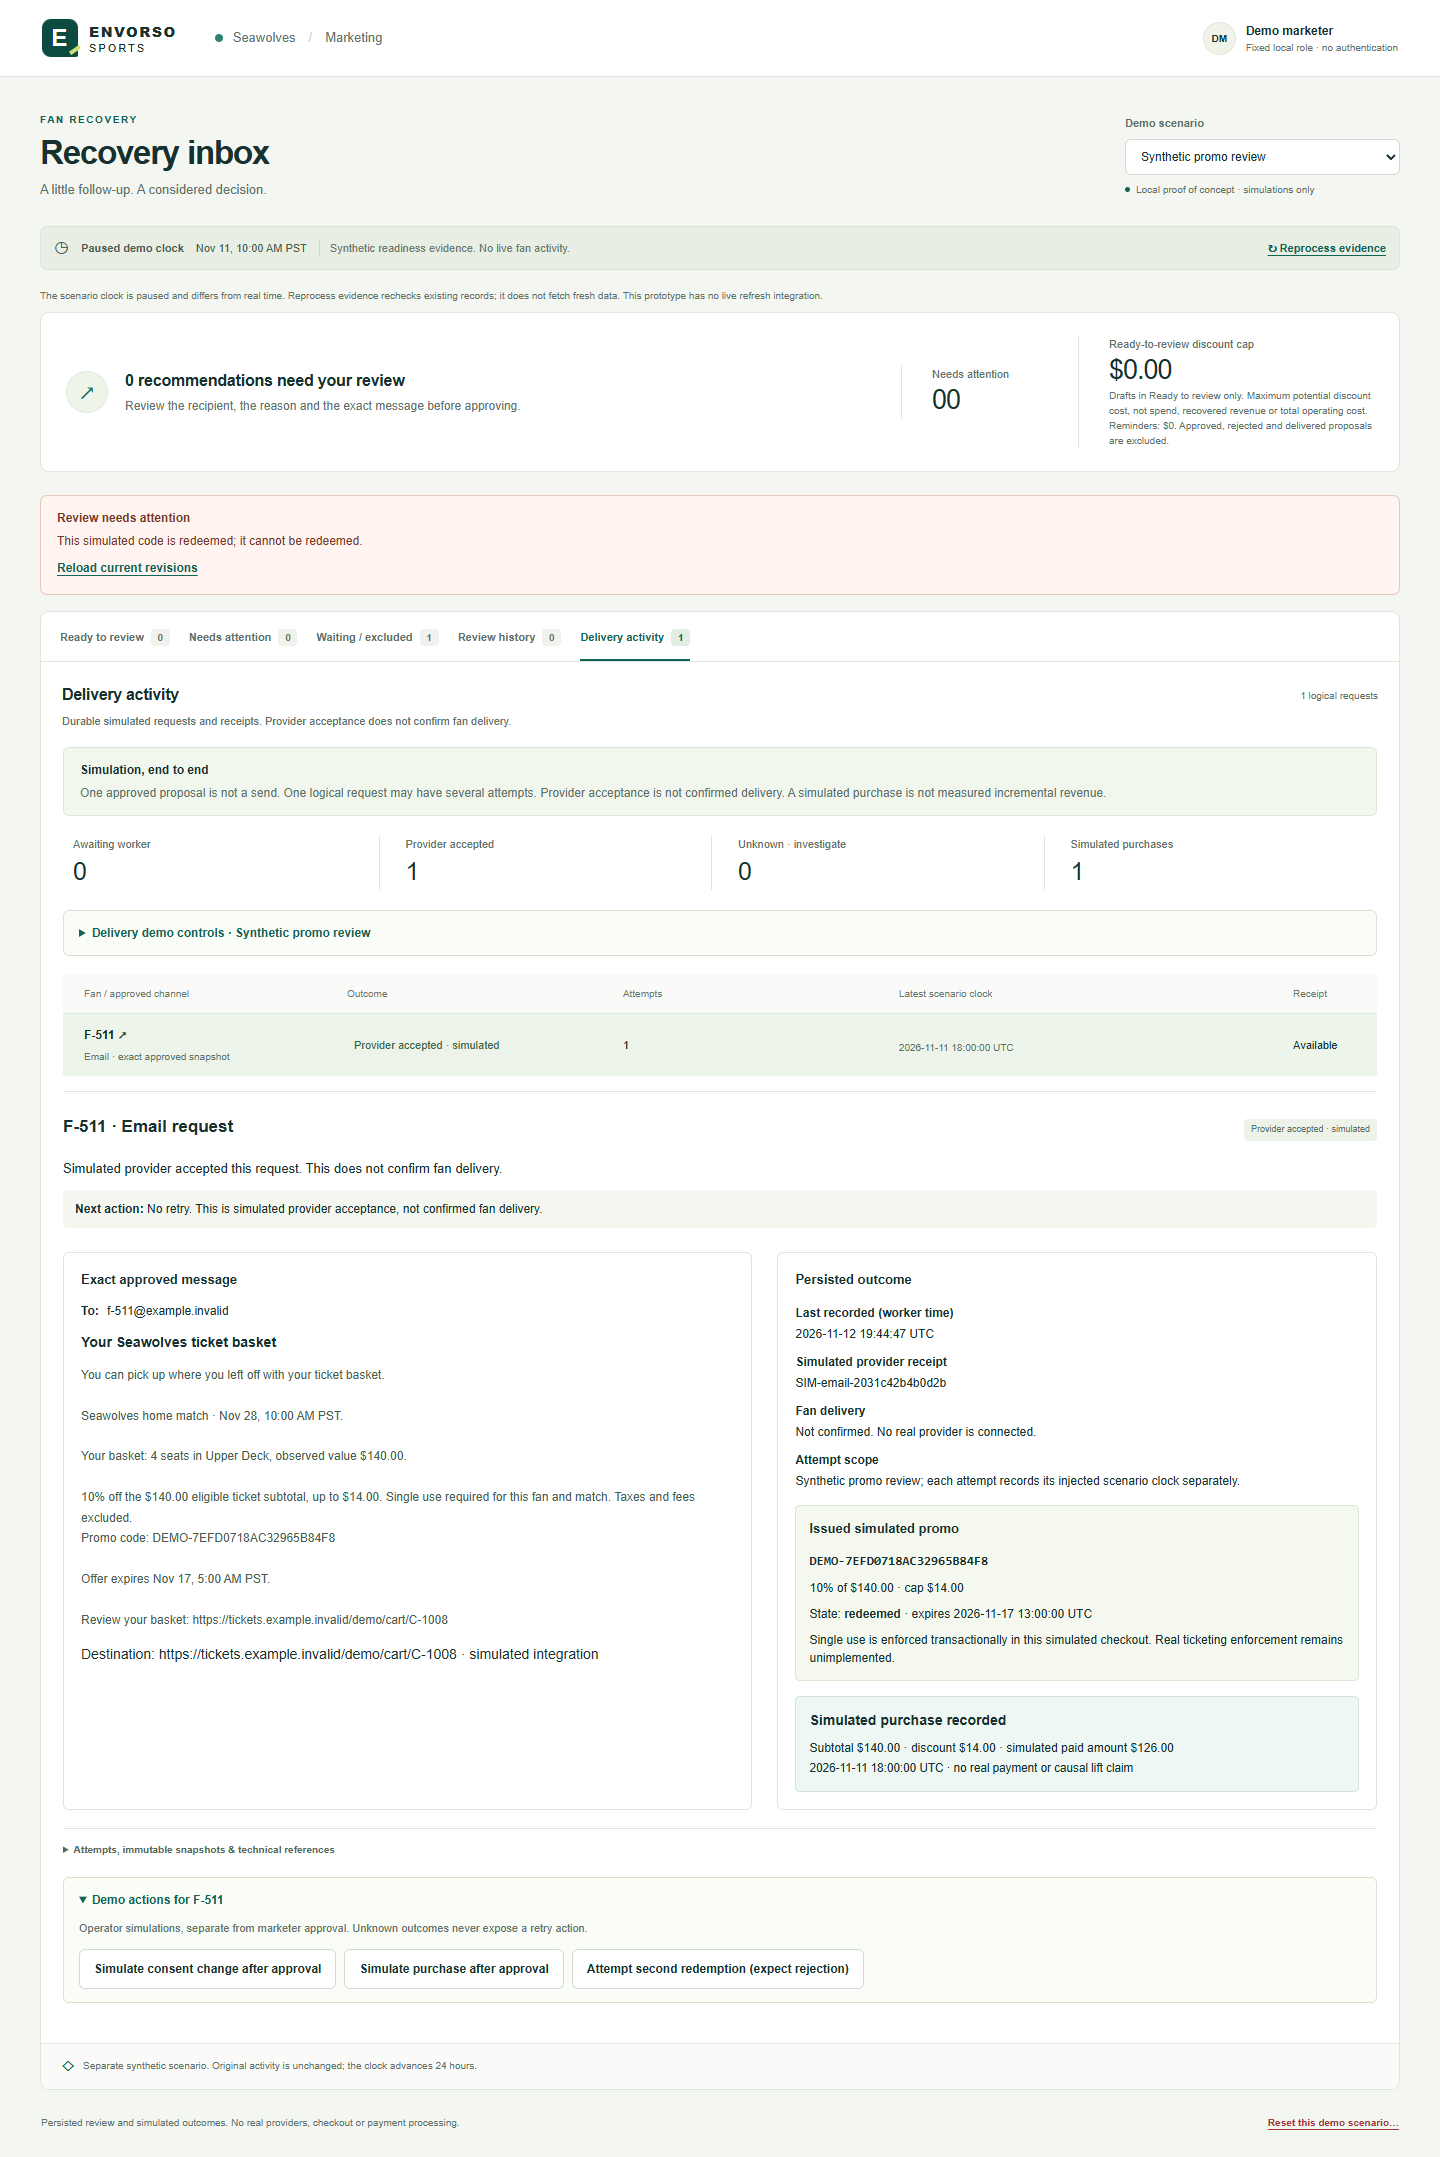 E
ENVORSO
SPORTS
Seawolves / Marketing
DM
Demo marketer
Fixed local role · no authentication
FAN RECOVERY
Recovery inbox
A little follow-up. A considered decision.
Demo scenario
Synthetic promo review
Local proof of concept · simulations only
Paused demo clock Nov 11, 10:00 AM PST Synthetic readiness evidence. No live fan activity.
↻ Reprocess evidence
The scenario clock is paused and differs from real time. Reprocess evidence rechecks existing records; it does not fetch fresh data. This prototype has no live refresh integration.
↗
0 recommendations need your review
Review the recipient, the reason and the exact message before approving.
Needs attention
00
Ready-to-review discount cap
$0.00
Drafts in Ready to review only. Maximum potential discount
cost, not spend, recovered revenue or total operating cost.
Reminders: $0. Approved, rejected and delivered proposals
are excluded.
Review needs attention
This simulated code is redeemed; it cannot be redeemed.
Reload current revisions
Ready to review 0 Needs attention 0 Waiting / excluded 1 Review history 0 Delivery activity 1
Delivery activity
1 logical requests
Durable simulated requests and receipts. Provider acceptance does not confirm fan delivery.
Simulation, end to end
One approved proposal is not a send. One logical request may have several attempts. Provider acceptance is not confirmed delivery. A simulated purchase is not measured incremental revenue.
Awaiting worker
0
Provider accepted
1
Unknown · investigate
0
Simulated purchases
1
▶ Delivery demo controls · Synthetic promo review
Fan / approved channel Outcome Attempts Latest scenario clock Receipt
F-511 ↗
Email · exact approved snapshot
Provider accepted · simulated
1
2026-11-11 18:00:00 UTC
Available
F-511 · Email request
Provider accepted · simulated
Simulated provider accepted this request. This does not confirm fan delivery.
Next action: No retry. This is simulated provider acceptance, not confirmed fan delivery.
Exact approved message
To: f-511@example.invalid
Your Seawolves ticket basket
You can pick up where you left off with your ticket basket.
Seawolves home match · Nov 28, 10:00 AM PST.
Your basket: 4 seats in Upper Deck, observed value $140.00.
10% off the $140.00 eligible ticket subtotal, up to $14.00. Single use required for this fan and match. Taxes and fees
excluded.
Promo code: DEMO-7EFD0718AC32965B84F8
Offer expires Nov 17, 5:00 AM PST.
Review your basket: https://tickets.example.invalid/demo/cart/C-1008
Destination: https://tickets.example.invalid/demo/cart/C-1008 · simulated integration
Persisted outcome
Last recorded (worker time)
2026-11-12 19:44:47 UTC
Simulated provider receipt
SIM-email-2031c42b4b0d2b
Fan delivery
Not confirmed. No real provider is connected.
Attempt scope
Synthetic promo review; each attempt records its injected scenario clock separately.
Issued simulated promo
DEMO-7EFD0718AC32965B84F8
10% of $140.00 · cap $14.00
State: redeemed · expires 2026-11-17 13:00:00 UTC
Single use is enforced transactionally in this simulated checkout. Real ticketing enforcement remains
unimplemented.
Simulated purchase recorded
Subtotal $140.00 · discount $14.00 · simulated paid amount $126.00
2026-11-11 18:00:00 UTC · no real payment or causal lift claim
▶ Attempts, immutable snapshots & technical references
▼ Demo actions for F-511
Operator simulations, separate from marketer approval. Unknown outcomes never expose a retry action.
Simulate consent change after approval Simulate purchase after approval Attempt second redemption (expect rejection)
Separate synthetic scenario. Original activity is unchanged; the clock advances 24 hours.
Persisted review and simulated outcomes. No real providers, checkout or payment processing.
Reset this demo scenario...